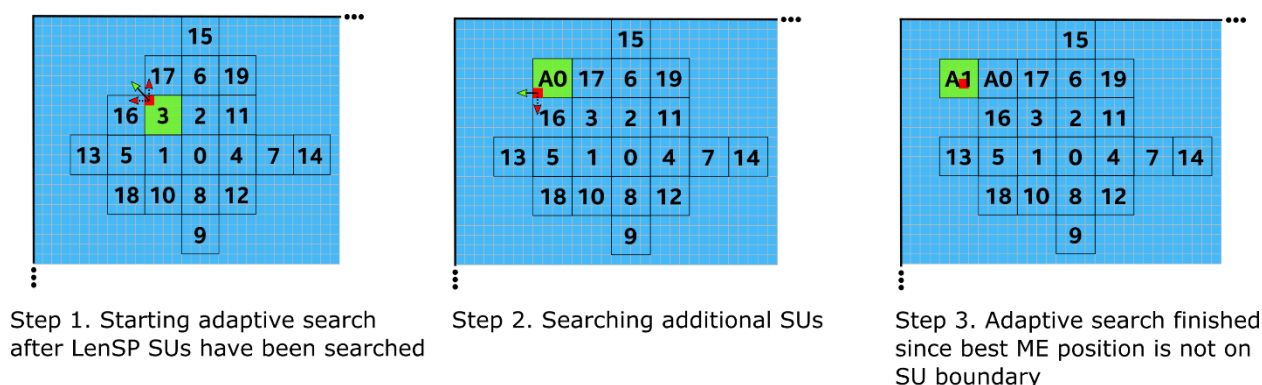 15
17 6 19
16 3 2 11
13 5 1 0 4 7 14
18 10 8 12
9
Step 1. Starting adaptive search
after LenSP SUs have been searched
15
A0 17 6 19
16 3 2 11
13 5 1 0 4 7 14
18 10 8 12
9
Step 2. Searching additional SUs
15
A1 A0 17 6 19
16 3 2 11
13 5 1 0 4 7 14
18 10 8 12
9
Step 3. Adaptive search finished
since best ME position is not on
SU boundary